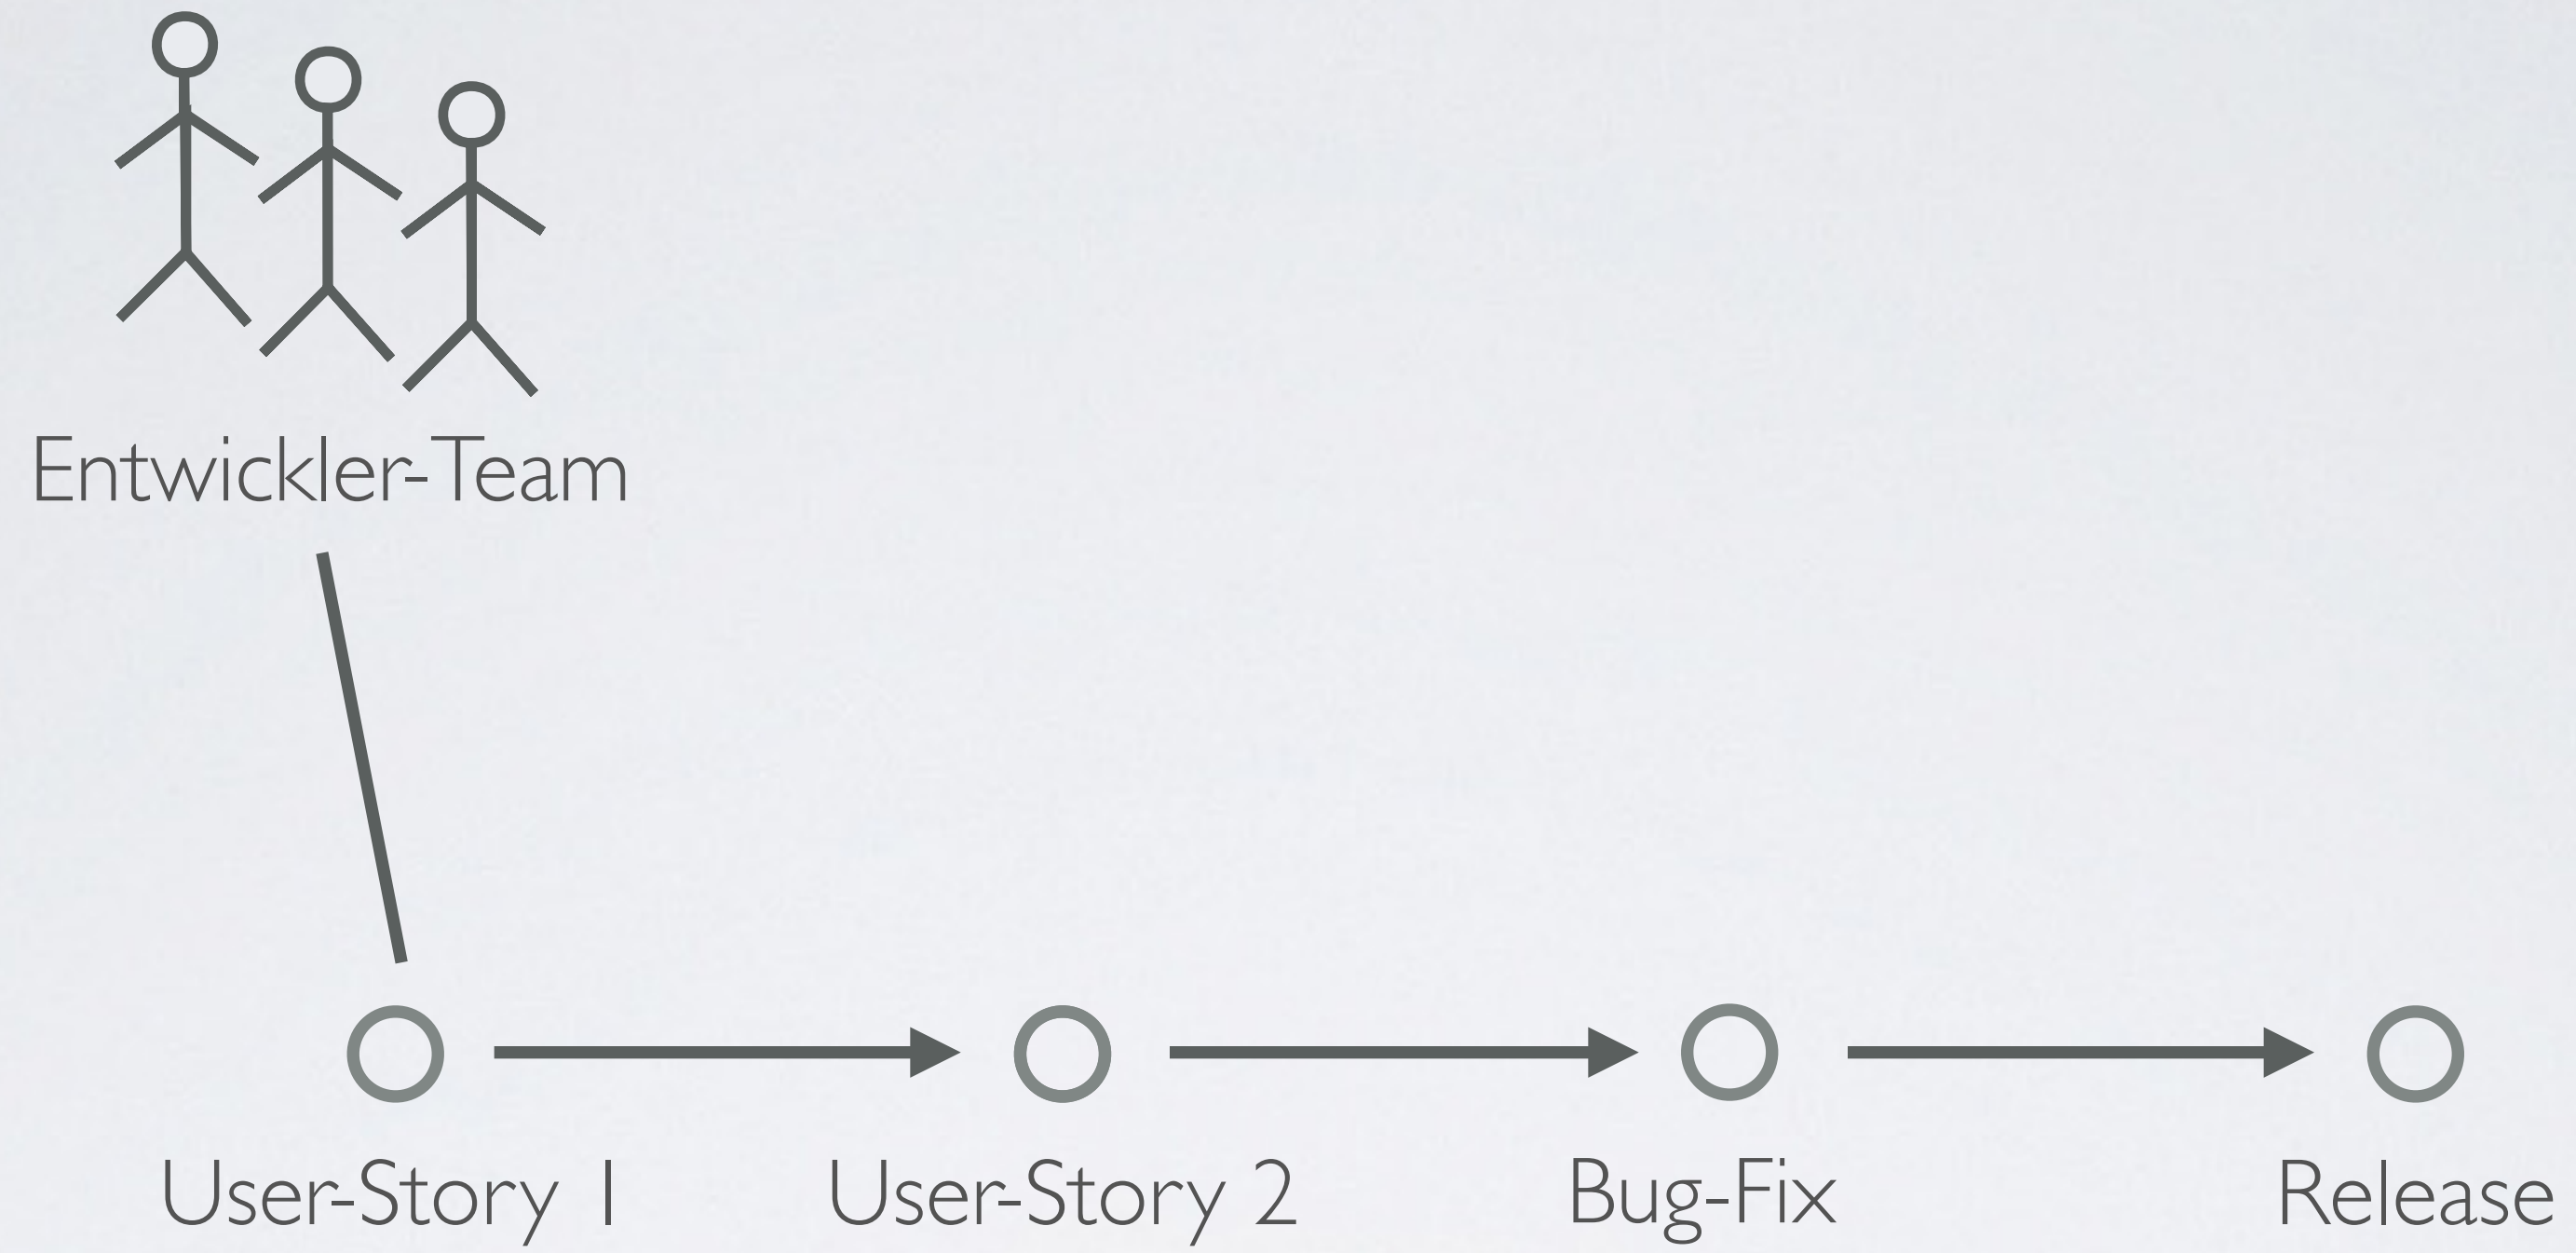 Entwickler-Team
User-Story 1
User-Story 2
Bug-Fix
Release